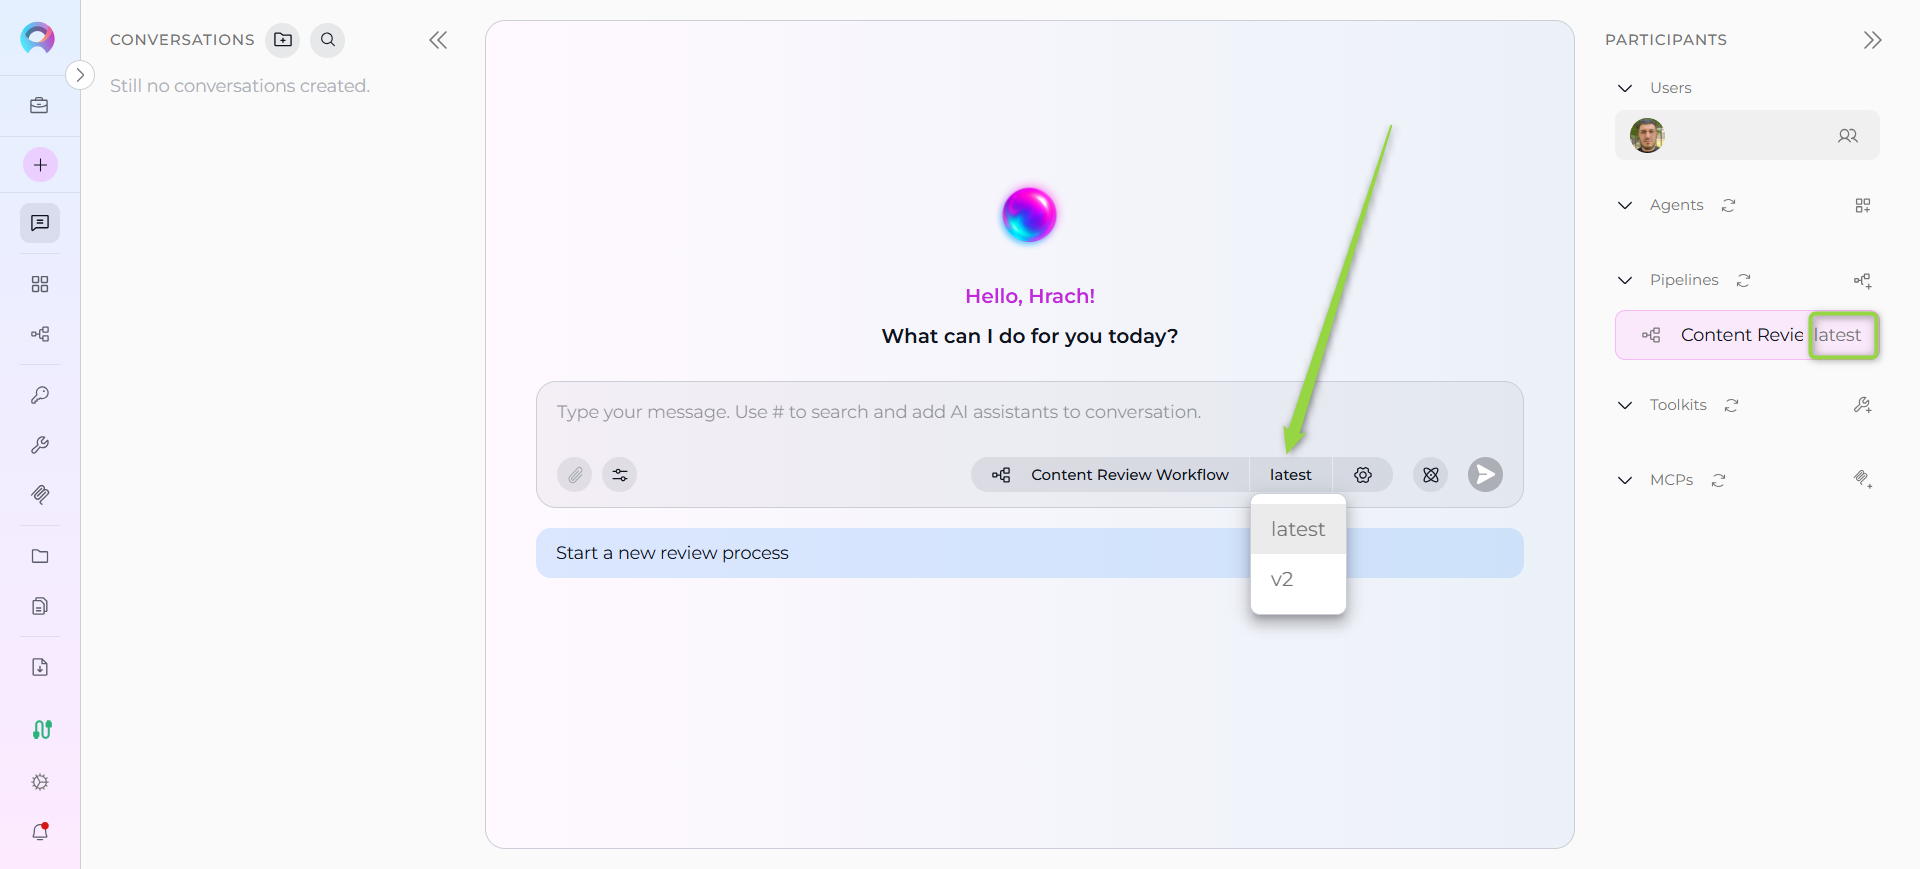 CONVERSATIONS
Still no conversations created.
Hello, Hrach!
What can I do for you today?
Type your message. Use # to search and add AI assistants to conversation.
Content Review Workflow
latest
latest
v2
Start a new review process
PARTICIPANTS
Users
Agents
Pipelines
Content Revie
latest
Toolkits
MCPs